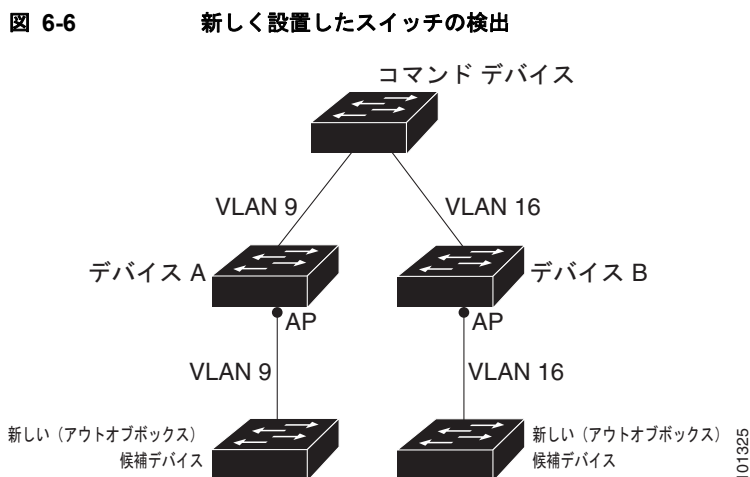 図 6-6 新しく設置したスイッチの検出
コマンド デバイス
VLAN 9
VLAN 16
デバイス A
デバイス B
AP
AP
VLAN 9
VLAN 16
新しい（アウトオブボックス）
候補デバイス
新しい（アウトオブボックス）
候補デバイス
101325